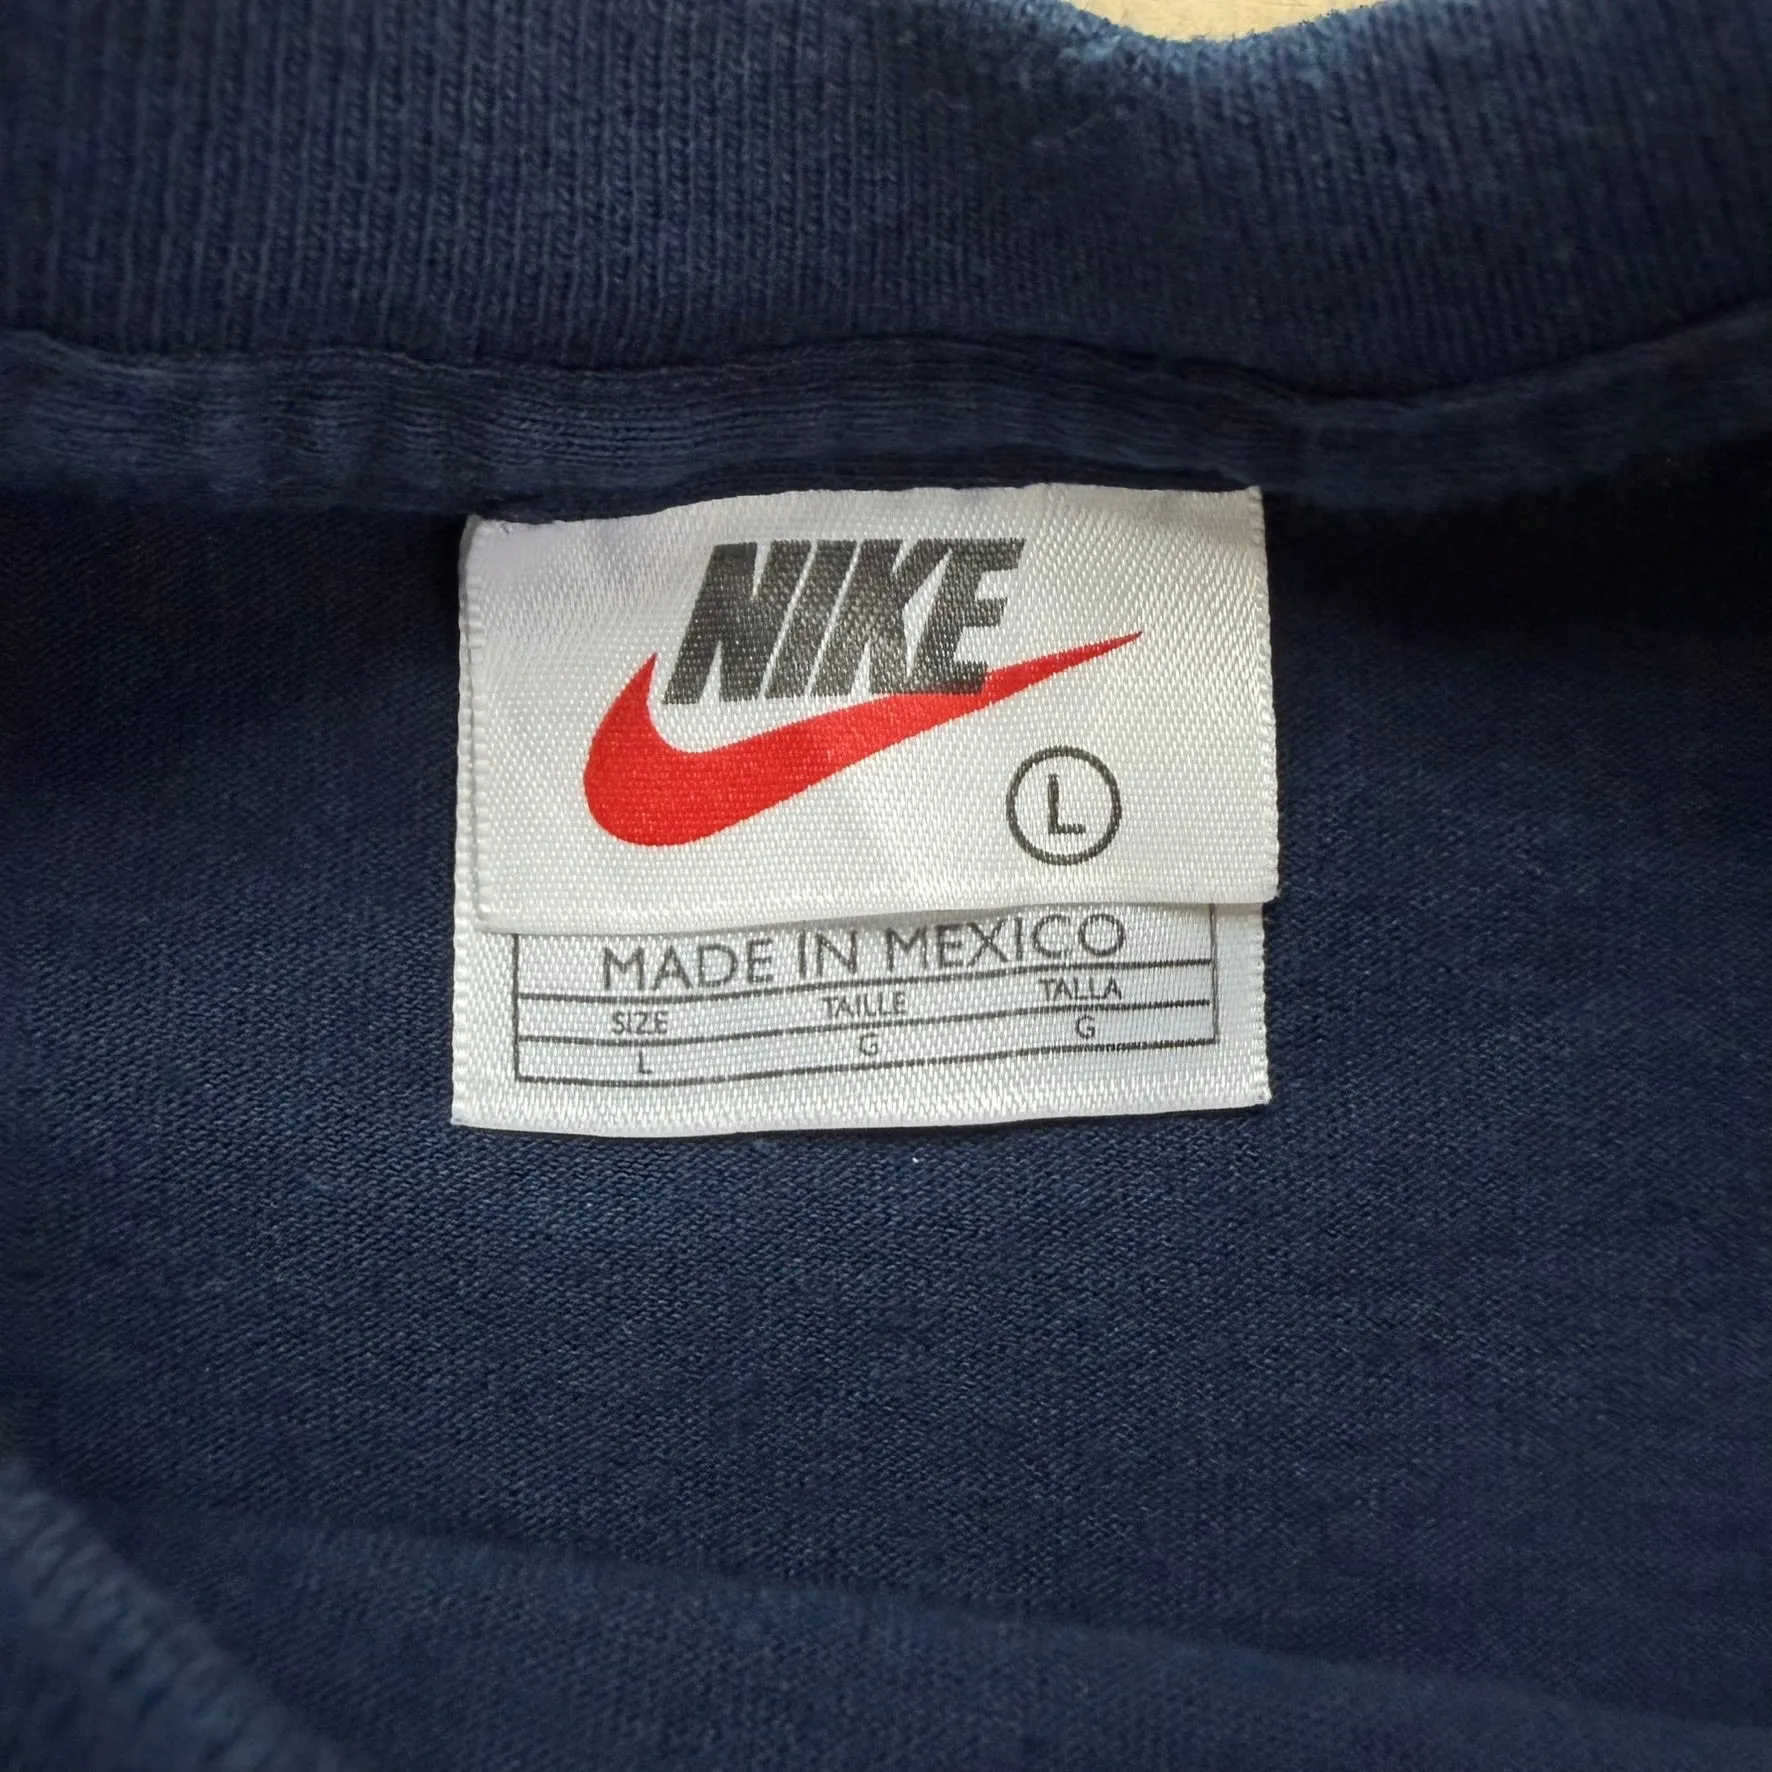 NIKE
L
MADE IN MEXICO
SIZE TAILLE TALLA
L G G